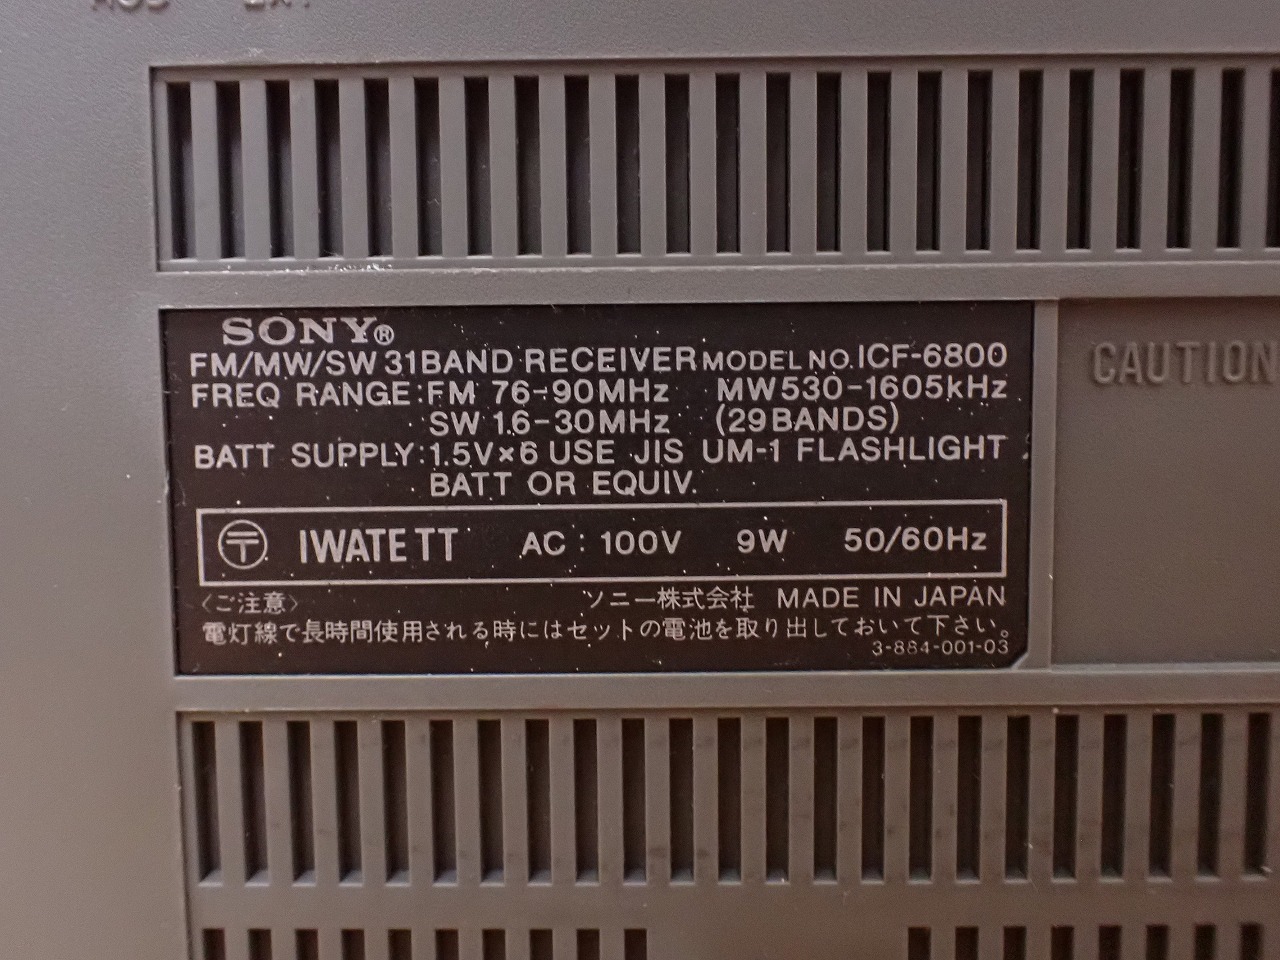 SONY®
FM/MW/SW 31BAND RECEIVER MODEL NO. ICF-6800
FREQ RANGE: FM 76-90MHz MW530-1605kHz
SW 1.6-30MHz (29BANDS)
BATT SUPPLY: 1.5V×6 USE JIS UM-1 FLASHLIGHT
BATT OR EQUIV.
〒 IWATE TT AC: 100V 9W 50/60Hz
〈ご注意〉 ソニー株式会社 MADE IN JAPAN
電灯線で長時間使用される時にはセットの電池を取り出しておいて下さい。
3-884-001-03
CAUTION